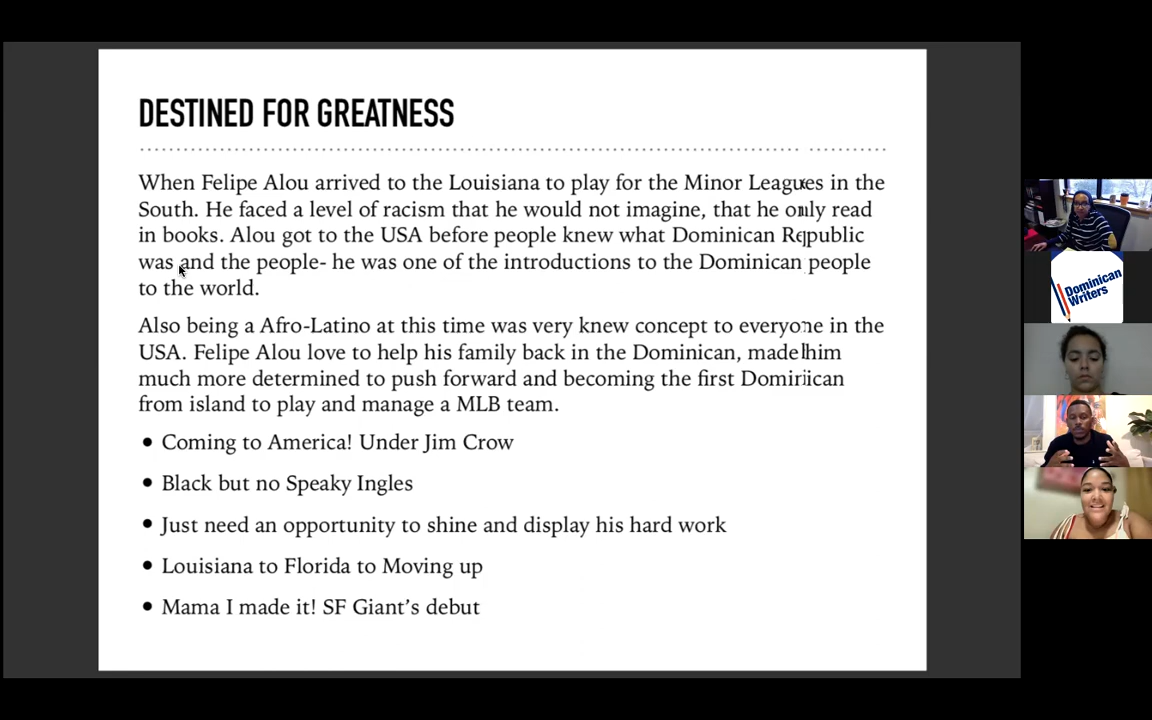 DESTINED FOR GREATNESS
When Felipe Alou arrived to the Louisiana to play for the Minor Leagues in the
South. He faced a level of racism that he would not imagine, that he only read
in books. Alou got to the USA before people knew what Dominican Republic
was and the people- he was one of the introductions to the Dominican people
to the world.
Also being a Afro-Latino at this time was very knew concept to everyone in the
USA. Felipe Alou love to help his family back in the Dominican, made him
much more determined to push forward and becoming the first Dominican
from island to play and manage a MLB team.
• Coming to America! Under Jim Crow
• Black but no Speaky Ingles
• Just need an opportunity to shine and display his hard work
• Louisiana to Florida to Moving up
• Mama I made it! SF Giant’s debut
Dominican
Writers